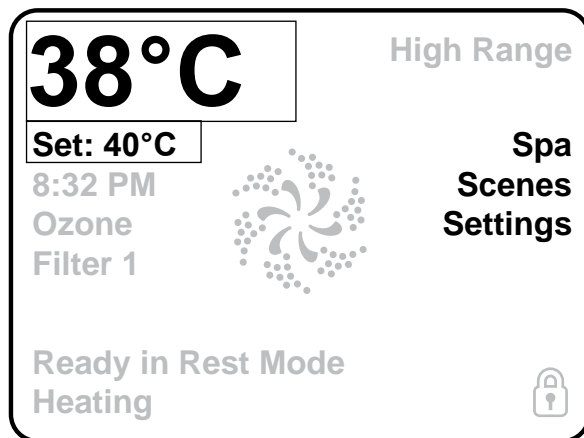 38°C
High Range
Set: 40°C
8:32 PM
Ozone
Filter 1
Spa
Scenes
Settings
Ready in Rest Mode
Heating